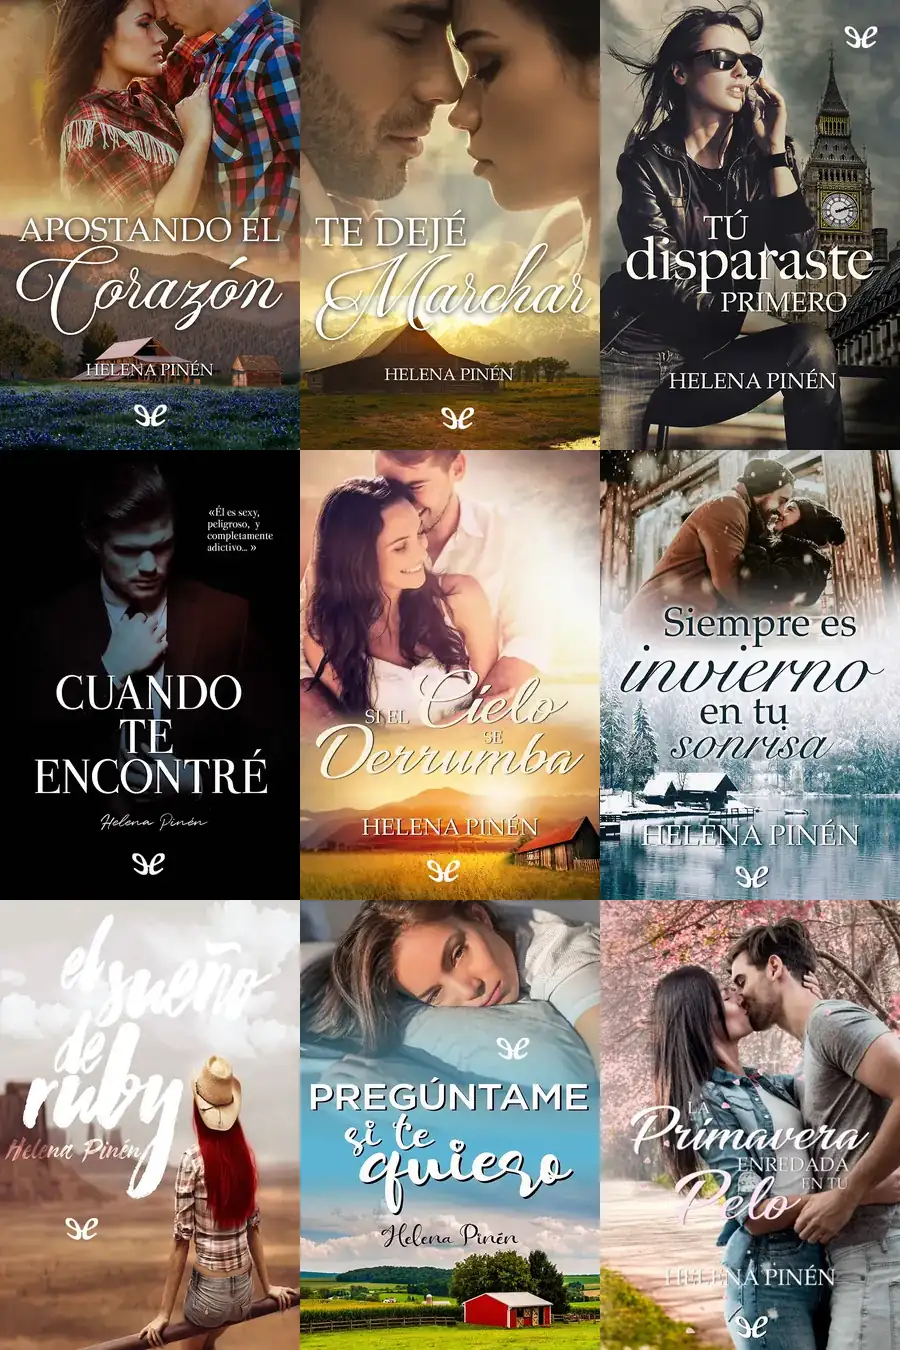 APOSTANDO EL
Corazón
HELENA PINÉN
TE DEJÉ
Marchar
HELENA PINÉN
TÚ
disparaste
PRIMERO
HELENA PINÉN
«Él es sexy,
peligroso, y
completamente
adictivo... »
CUANDO
TE
ENCONTRÉ
Helena Pinén
SI EL Cielo
SE
Derrumba
HELENA PINÉN
Siempre es
invierno
en tu
sonrisa
HELENA PINÉN
el
sueño
de
ruby
Helena Pinén
PREGÚNTAME
si te
quiero
Helena Pinén
LA
Primavera
ENREDADA
EN TU
Pelo
HELENA PINÉN